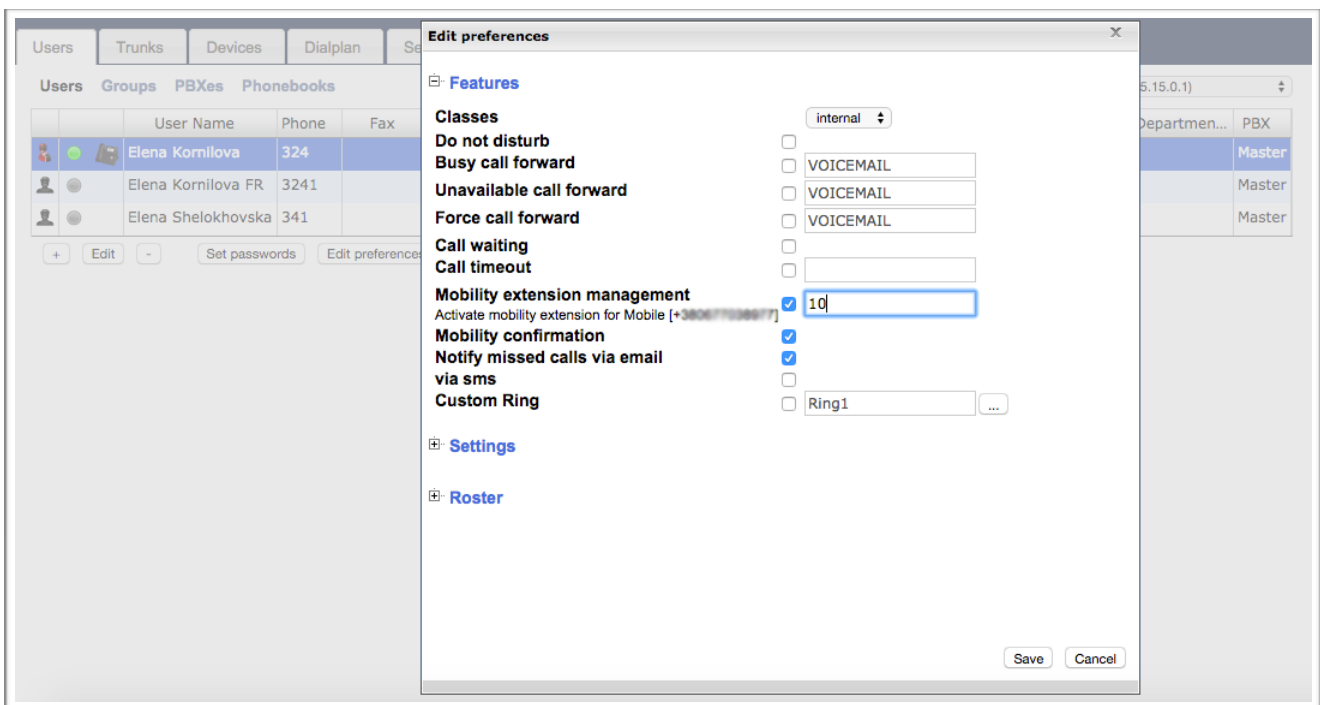 Users Trunks Devices Dialplan Se
Users Groups PBXes Phonebooks 5.15.0.1)
User Name Phone Fax Departmen... PBX
Elena Kornilova 324 Master
Elena Kornilova FR 3241 Master
Elena Shelokhovska 341 Master
+ Edit - Set passwords Edit preferences
Edit preferences X
Features
Classes internal
Do not disturb
Busy call forward VOICEMAIL
Unavailable call forward VOICEMAIL
Force call forward VOICEMAIL
Call waiting
Call timeout
Mobility extension management 10
Activate mobility extension for Mobile
Mobility confirmation
Notify missed calls via email
via sms
Custom Ring Ring1 ...
Settings
Roster
Save Cancel